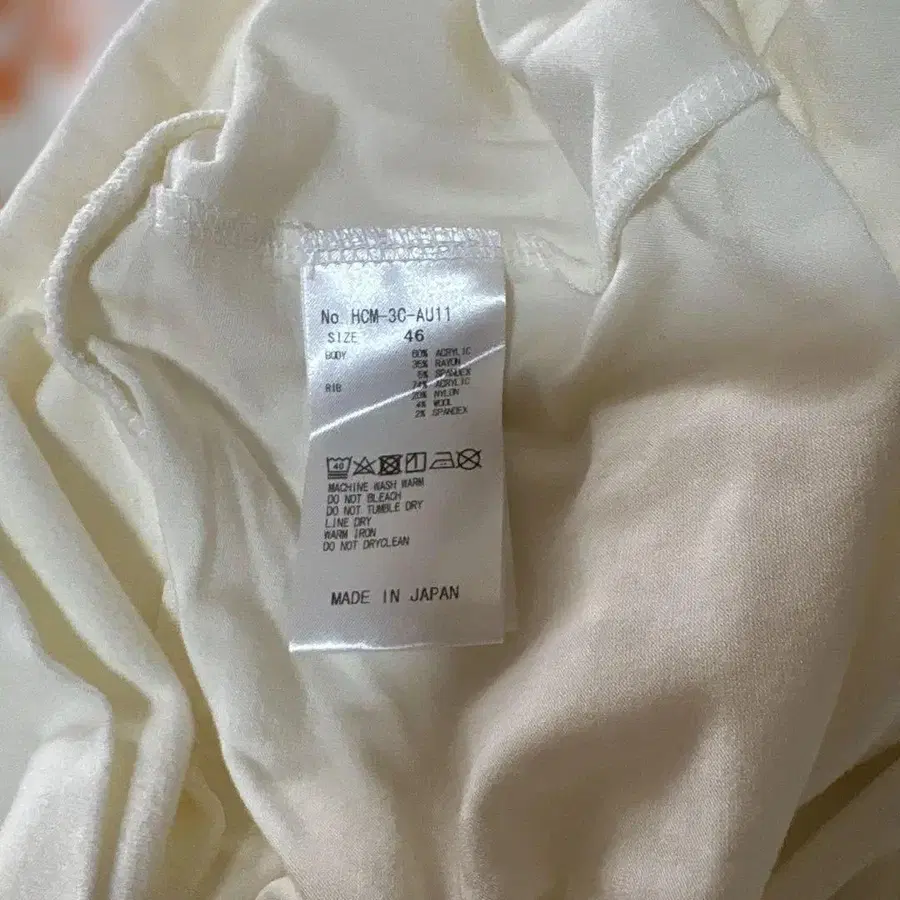 No. HCM-3C-AU11
SIZE 46
BODY 60% ACRYLIC
35% RAYON
5% SPANDEX
RIB 74% ACRYLIC
20% NYLON
4% WOOL
2% SPANDEX
40
MACHINE WASH WARM
DO NOT BLEACH
DO NOT TUMBLE DRY
LINE DRY
WARM IRON
DO NOT DRYCLEAN
MADE IN JAPAN